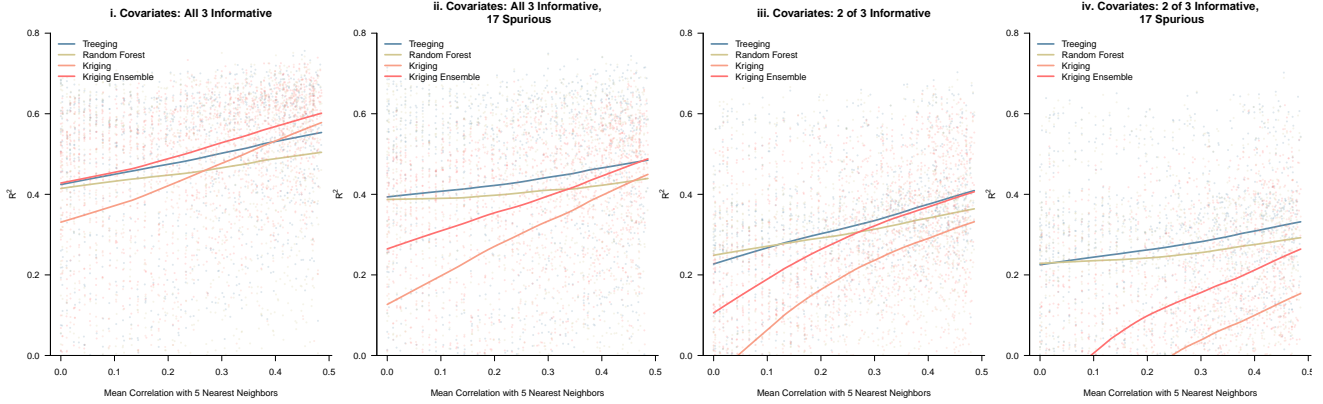 i. Covariates: All 3 Informative
Treeging
Random Forest
Kriging
Kriging Ensemble
R²
0.8
0.6
0.4
0.2
0.0
0.0 0.1 0.2 0.3 0.4 0.5
Mean Correlation with 5 Nearest Neighbors
ii. Covariates: All 3 Informative,
17 Spurious
Treeging
Random Forest
Kriging
Kriging Ensemble
R²
0.8
0.6
0.4
0.2
0.0
0.0 0.1 0.2 0.3 0.4 0.5
Mean Correlation with 5 Nearest Neighbors
iii. Covariates: 2 of 3 Informative
Treeging
Random Forest
Kriging
Kriging Ensemble
R²
0.8
0.6
0.4
0.2
0.0
0.0 0.1 0.2 0.3 0.4 0.5
Mean Correlation with 5 Nearest Neighbors
iv. Covariates: 2 of 3 Informative,
17 Spurious
Treeging
Random Forest
Kriging
Kriging Ensemble
R²
0.8
0.6
0.4
0.2
0.0
0.0 0.1 0.2 0.3 0.4 0.5
Mean Correlation with 5 Nearest Neighbors